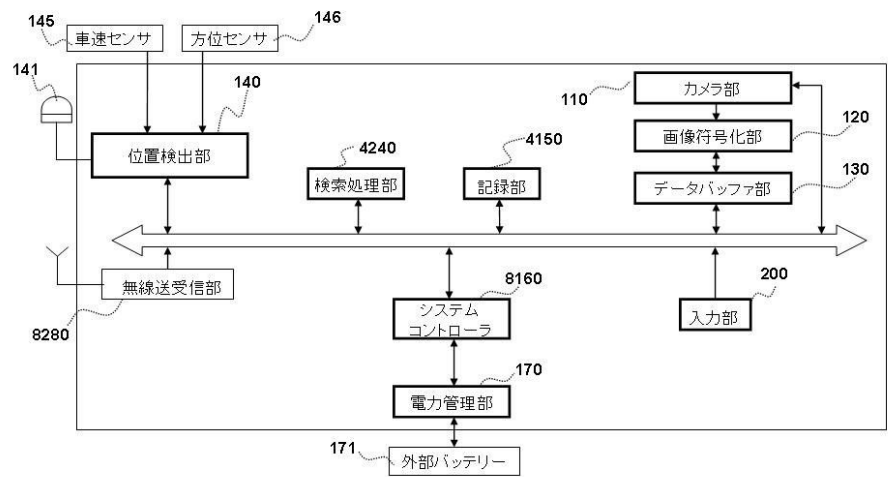 145
車速センサ
方位センサ
146
141
140
位置検出部
110
カメラ部
画像符号化部
120
データバッファ部
130
4240
検索処理部
4150
記録部
無線送受信部
8280
8160
システム
コントローラ
200
入力部
170
電力管理部
171
外部バッテリー